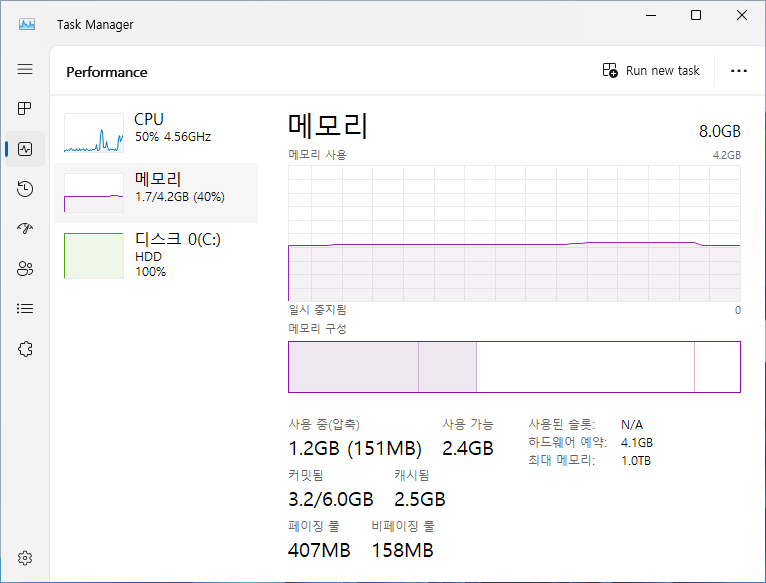 Task Manager
Performance
Run new task
CPU
50% 4.56GHz
메모리
1.7/4.2GB (40%)
디스크 0(C:)
HDD
100%
메모리
8.0GB
메모리 사용
4.2GB
일시 중지됨
0
메모리 구성
사용 중(압축)
사용 가능
1.2GB (151MB)
2.4GB
커밋됨
캐시됨
3.2/6.0GB
2.5GB
페이징 풀
비페이징 풀
407MB
158MB
사용된 슬롯: N/A
하드웨어 예약: 4.1GB
최대 메모리: 1.0TB